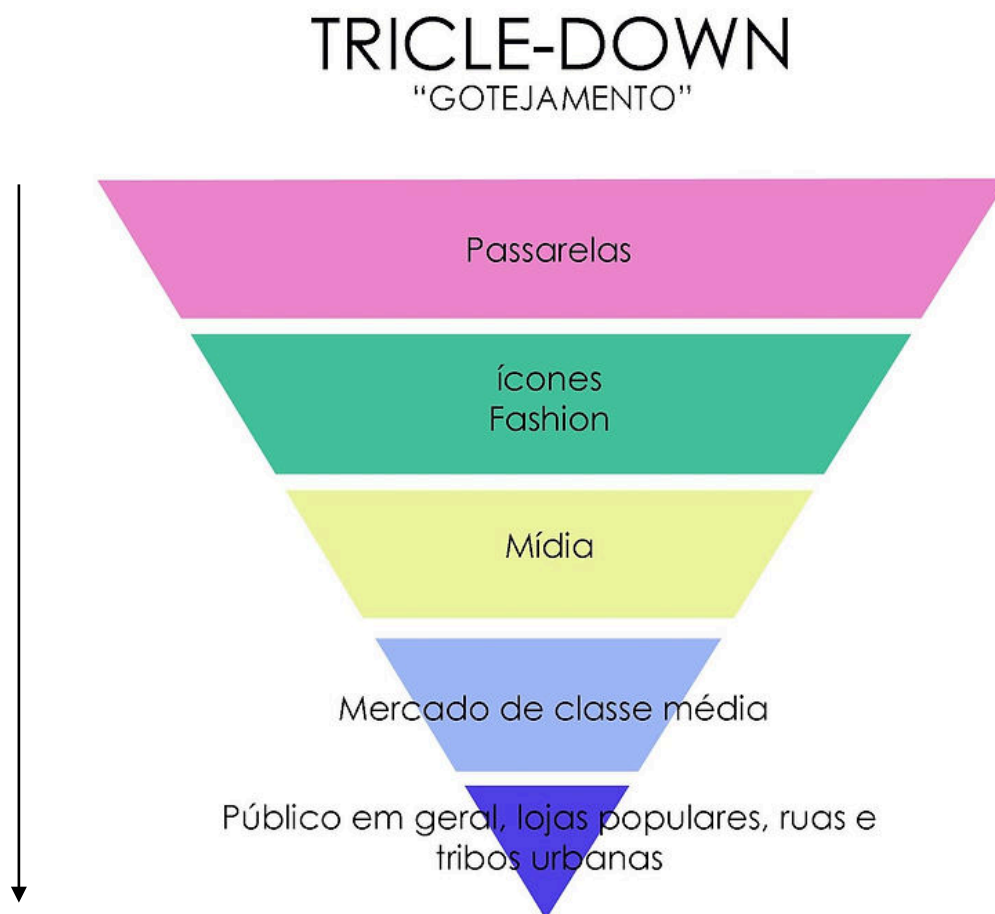 TRICLE-DOWN
“GOTEJAMENTO”
Passarelas
ícones
Fashion
Mídia
Mercado de classe média
Público em geral, lojas populares, ruas e
tribos urbanas